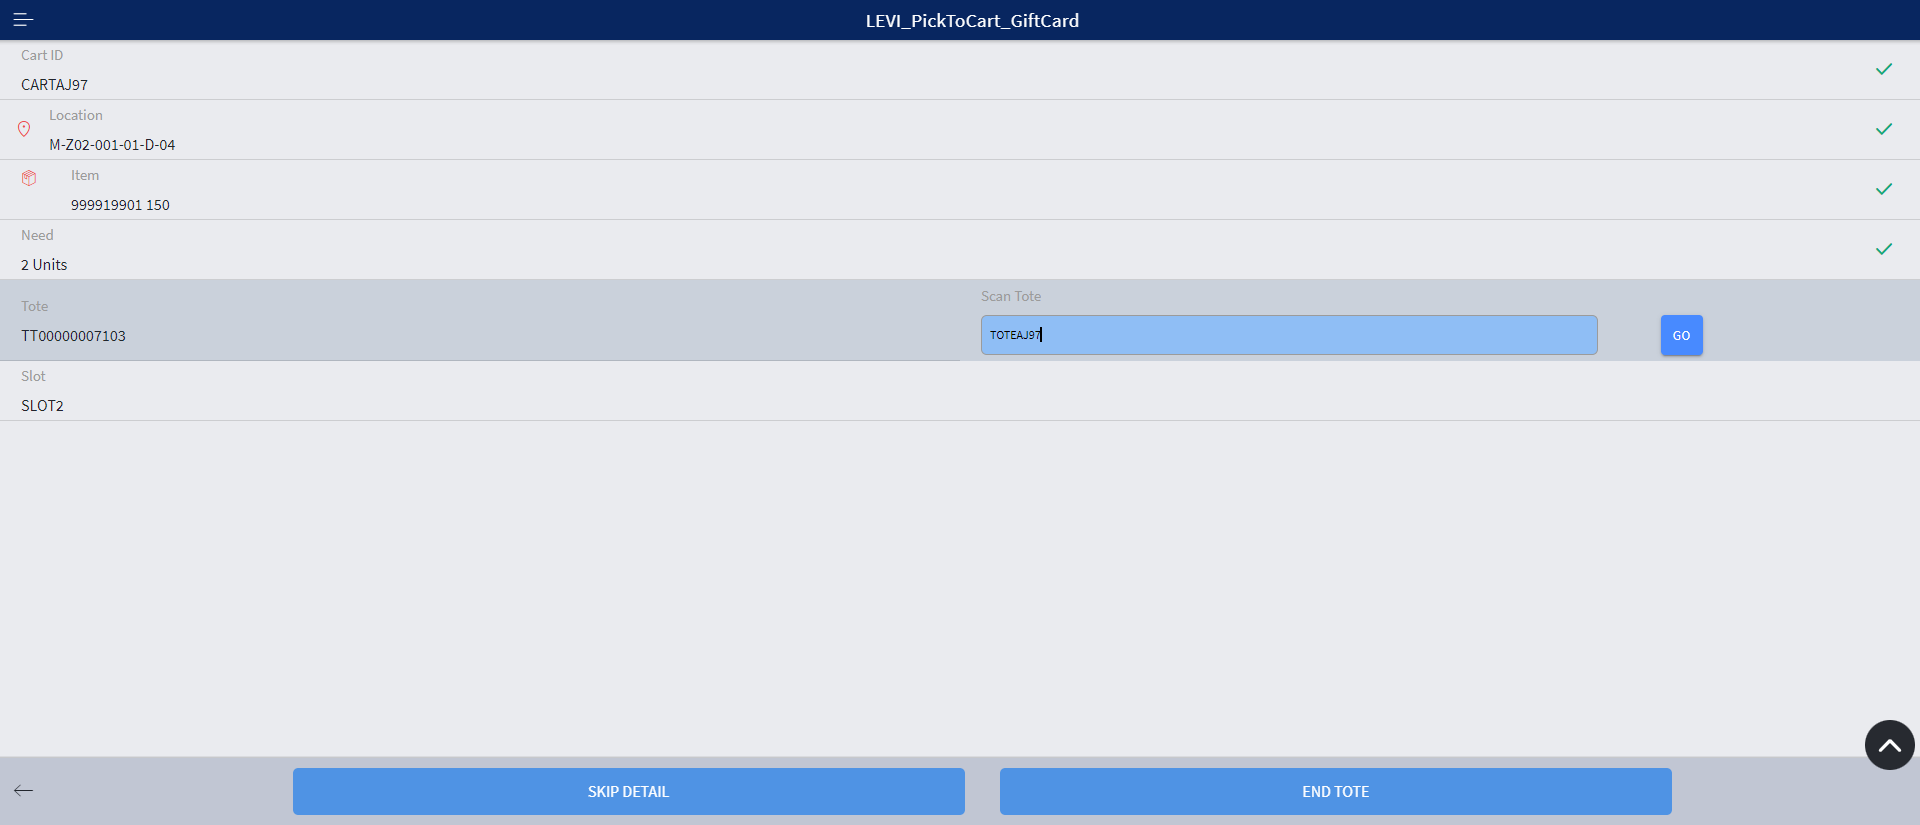 LEVI_PickToCart_GiftCard
Cart ID
CARTAJ97
Location
M-Z02-001-01-D-04
Item
999919901 150
Need
2 Units
Tote
TT00000007103
Scan Tote
TOTEAJ97
GO
Slot
SLOT2
SKIP DETAIL
END TOTE